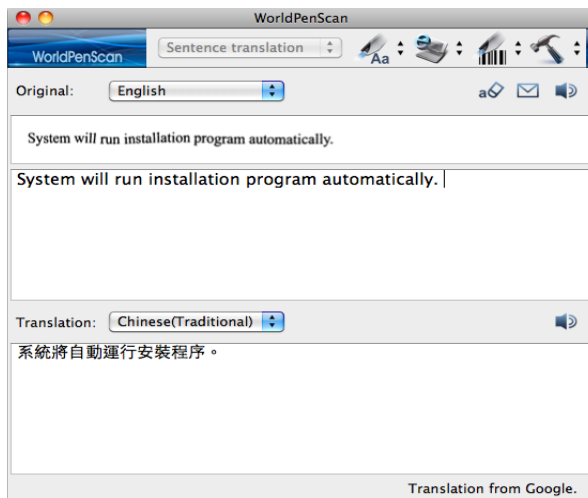 WorldPenScan
WorldPenScan
Sentence translation
Aa
Original:
English
a
System will run installation program automatically.
System will run installation program automatically.
Translation:
Chinese(Traditional)
系統將自動運行安裝程序。
Translation from Google.